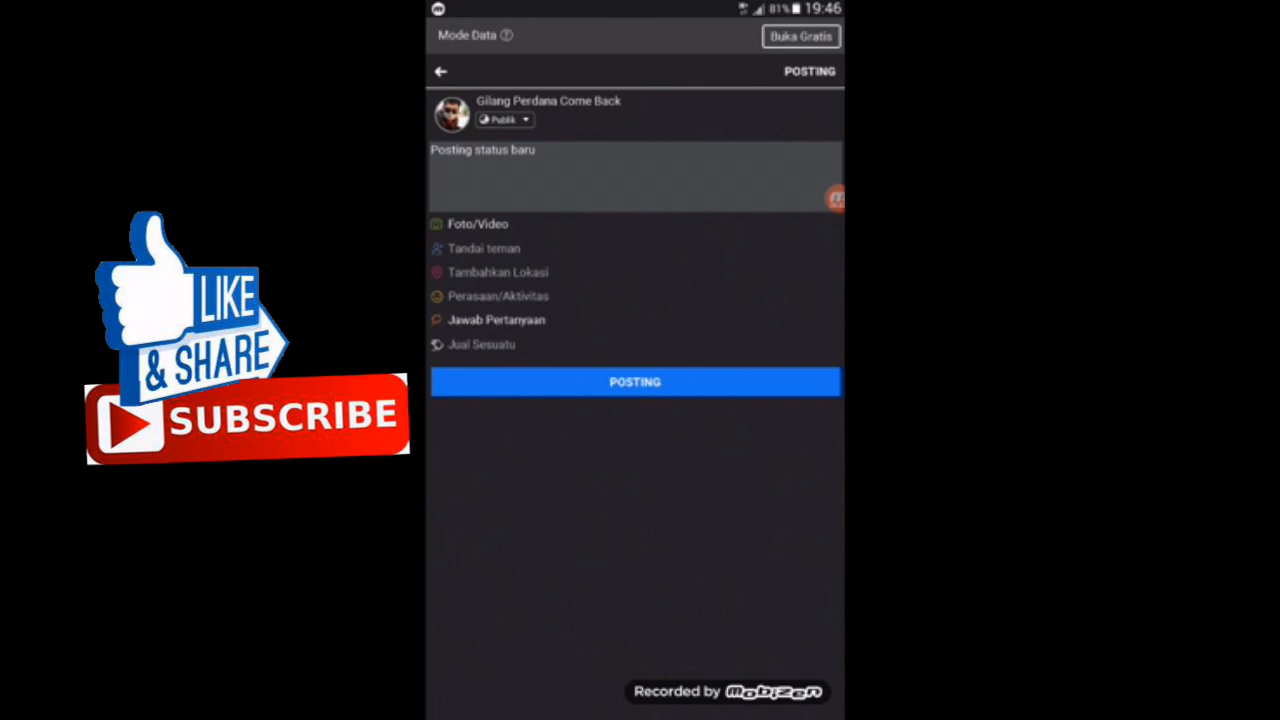 81% 19:46
Mode Data
Buka Gratis
POSTING
Gilang Perdana Come Back
Publik
Posting status baru
Foto/Video
Tandai teman
Tambahkan Lokasi
Perasaan/Aktivitas
Jawab Pertanyaan
Jual Sesuatu
POSTING
LIKE
& SHARE
SUBSCRIBE
Recorded by mobizen